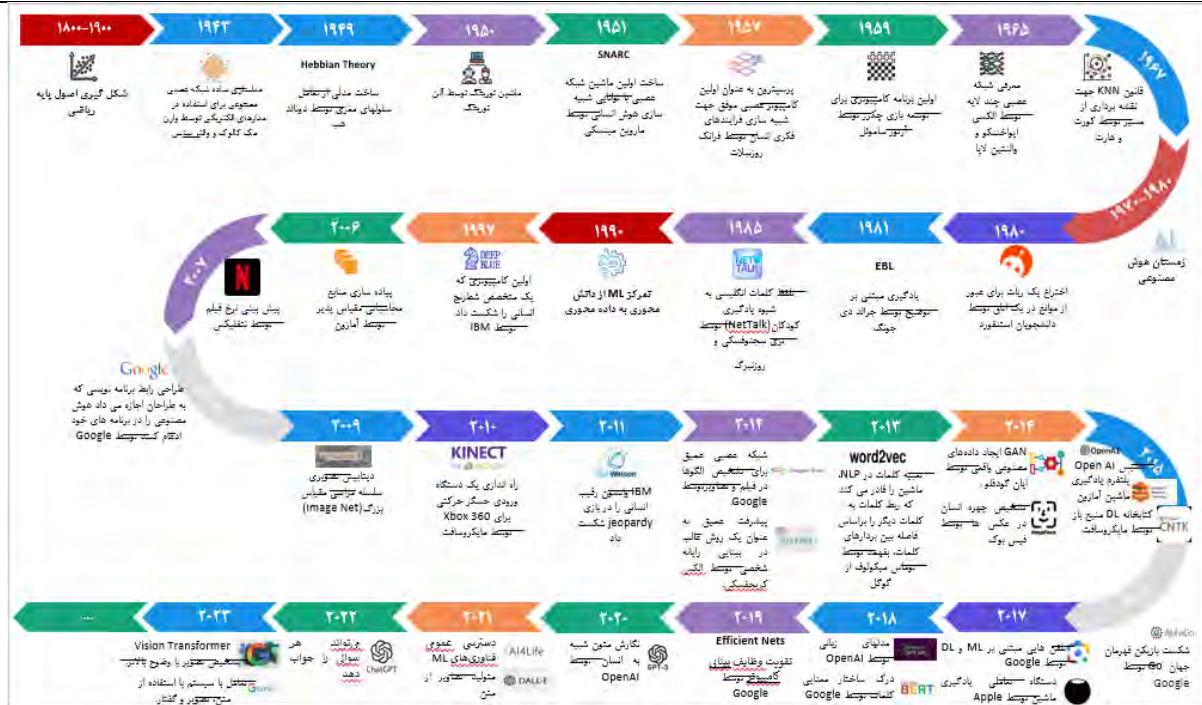 ۱۸۰۰-۱۹۰۰
شکل گیری اصول پایه
ریاضی
۱۹۴۳
مدلسازی ساده شبکه عصبی
مصنوعی برای استفاده در
مدارهای الکتریکی توسط وارن
مک کالوک و والتر پیتس
۱۹۴۹
Hebbian Theory
ساخت مدلی از تعامل
سلولهای مغزی توسط دونالد
هب
۱۹۵۰
ماشین تورینگ توسط آلن
تورینگ
۱۹۵۱
SNARC
ساخت اولین ماشین شبکه
عصبی با توانایی شبیه
سازی هوش انسانی توسط
ماروین مینسکی
۱۹۵۷
پرسپترون به عنوان اولین
کامپیوتر عصبی موفق جهت
شبیه سازی فرایندهای
فکری انسان توسط فرانک
روزنبلات
۱۹۵۹
اولین برنامه کامپیوتری برای
توسعه بازی چکرز توسط
آرتور ساموئل
۱۹۶۵
معرفی شبکه
عصبی چند لایه
توسط الکسی
ایواخننکو و
والنتین لاپا
۱۹۶۷
قانون KNN جهت
نقشه برداری از
مسیر توسط کورت
و هارت
۱۹۷۰-۱۹۸۰
AI
زمستان هوش
مصنوعی
۱۹۸۰
اختراع یک ربات برای عبور
از موانع در یک اتاق توسط
دانشجویان استنفورد
۱۹۸۱
EBL
یادگیری مبتنی بر
توضیح توسط جرالد دی
جونگ
۱۹۸۵
NET TALK
تلفظ کلمات انگلیسی به
شیوه یادگیری
کودکان (NetTalk) توسط
تری سجنوفسکی و
روزنبرگ
۱۹۹۰
تمرکز ML از دانش
محوری به داده محوری
۱۹۹۷
DEEP BLUE
اولین کامپیوتری که
یک متخصص شطرنج
انسانی را شکست داد
توسط IBM
۲۰۰۶
پیاده سازی منابع
محاسباتی مقیاس پذیر
توسط آمازون
۲۰۰۷
N
پیش بینی نرخ فیلم
توسط نتفلیکس
Google
طراحی رابط برنامه نویسی که
به طراحان اجازه می داد هوش
مصنوعی را در برنامه های خود
ادغام کنند توسط Google
۲۰۰۹
دیتابیس تصویری
سلسله مراتبی مقیاس
بزرگ (Image Net)
۲۰۱۰
KINECT
راه اندازی یک دستگاه
ورودی حسگر حرکتی
برای Xbox 360
توسط مایکروسافت
۲۰۱۱
Watson
IBM واتسون رقیب
انسانی را در بازی
jeopardy شکست
داد
۲۰۱۲
شبکه عصبی عمیق
برای تشخیص الگوها
در فیلم و تصاویر توسط
Google
پیشرفت عمیق به
عنوان یک روش غالب
در بینایی رایانه
شخصی توسط الکس
کریجفسکی
۲۰۱۳
word2vec
تعبیه کلمات در NLP،
ماشین را قادر می کند
که ربط کلمات به
کلمات دیگر را براساس
فاصله بین بردارهای
کلمات، بفهمد توسط
توماس میکولوف از
گوگل
۲۰۱۴
GAN ایجاد داده‌های
مصنوعی واقعی توسط
ایان گودفلو
تشخیص چهره انسان
در عکس ها توسط
فیس بوک
OpenAI
Open AI
پلتفرم یادگیری
ماشین آمازون
کتابخانه DL منبع باز
توسط مایکروسافت
CNTK
AlphaGo
شکست بازیکن قهرمان
جهان Go توسط
Google
۲۰۱۷
هایی مبتنی بر ML و DL
توسط Google
دستگاه تعاملی یادگیری
ماشین توسط Apple
۲۰۱۸
مدلهای زبانی
توسط OpenAI
درک ساختار معنایی
کلمات توسط Google
BERT
۲۰۱۹
Efficient Nets
تقویت وظایف بینایی
کامپیوتر توسط
Google
۲۰۲۰
نگارش متون شبیه
به انسان توسط
OpenAI
GPT-3
۲۰۲۱
دسترسی عمومی
فناوری‌های ML
تولید تصاویر از
متن
AI4Life
DALL·E
۲۰۲۲
می‌تواند هر
سوال را جواب
دهد
ChatGPT
۲۰۲۳
Vision Transformer
تشخیص تصویر با وضوح بالاتر
تعامل با سیستم با استفاده از
متن، تصویر و گفتار
...